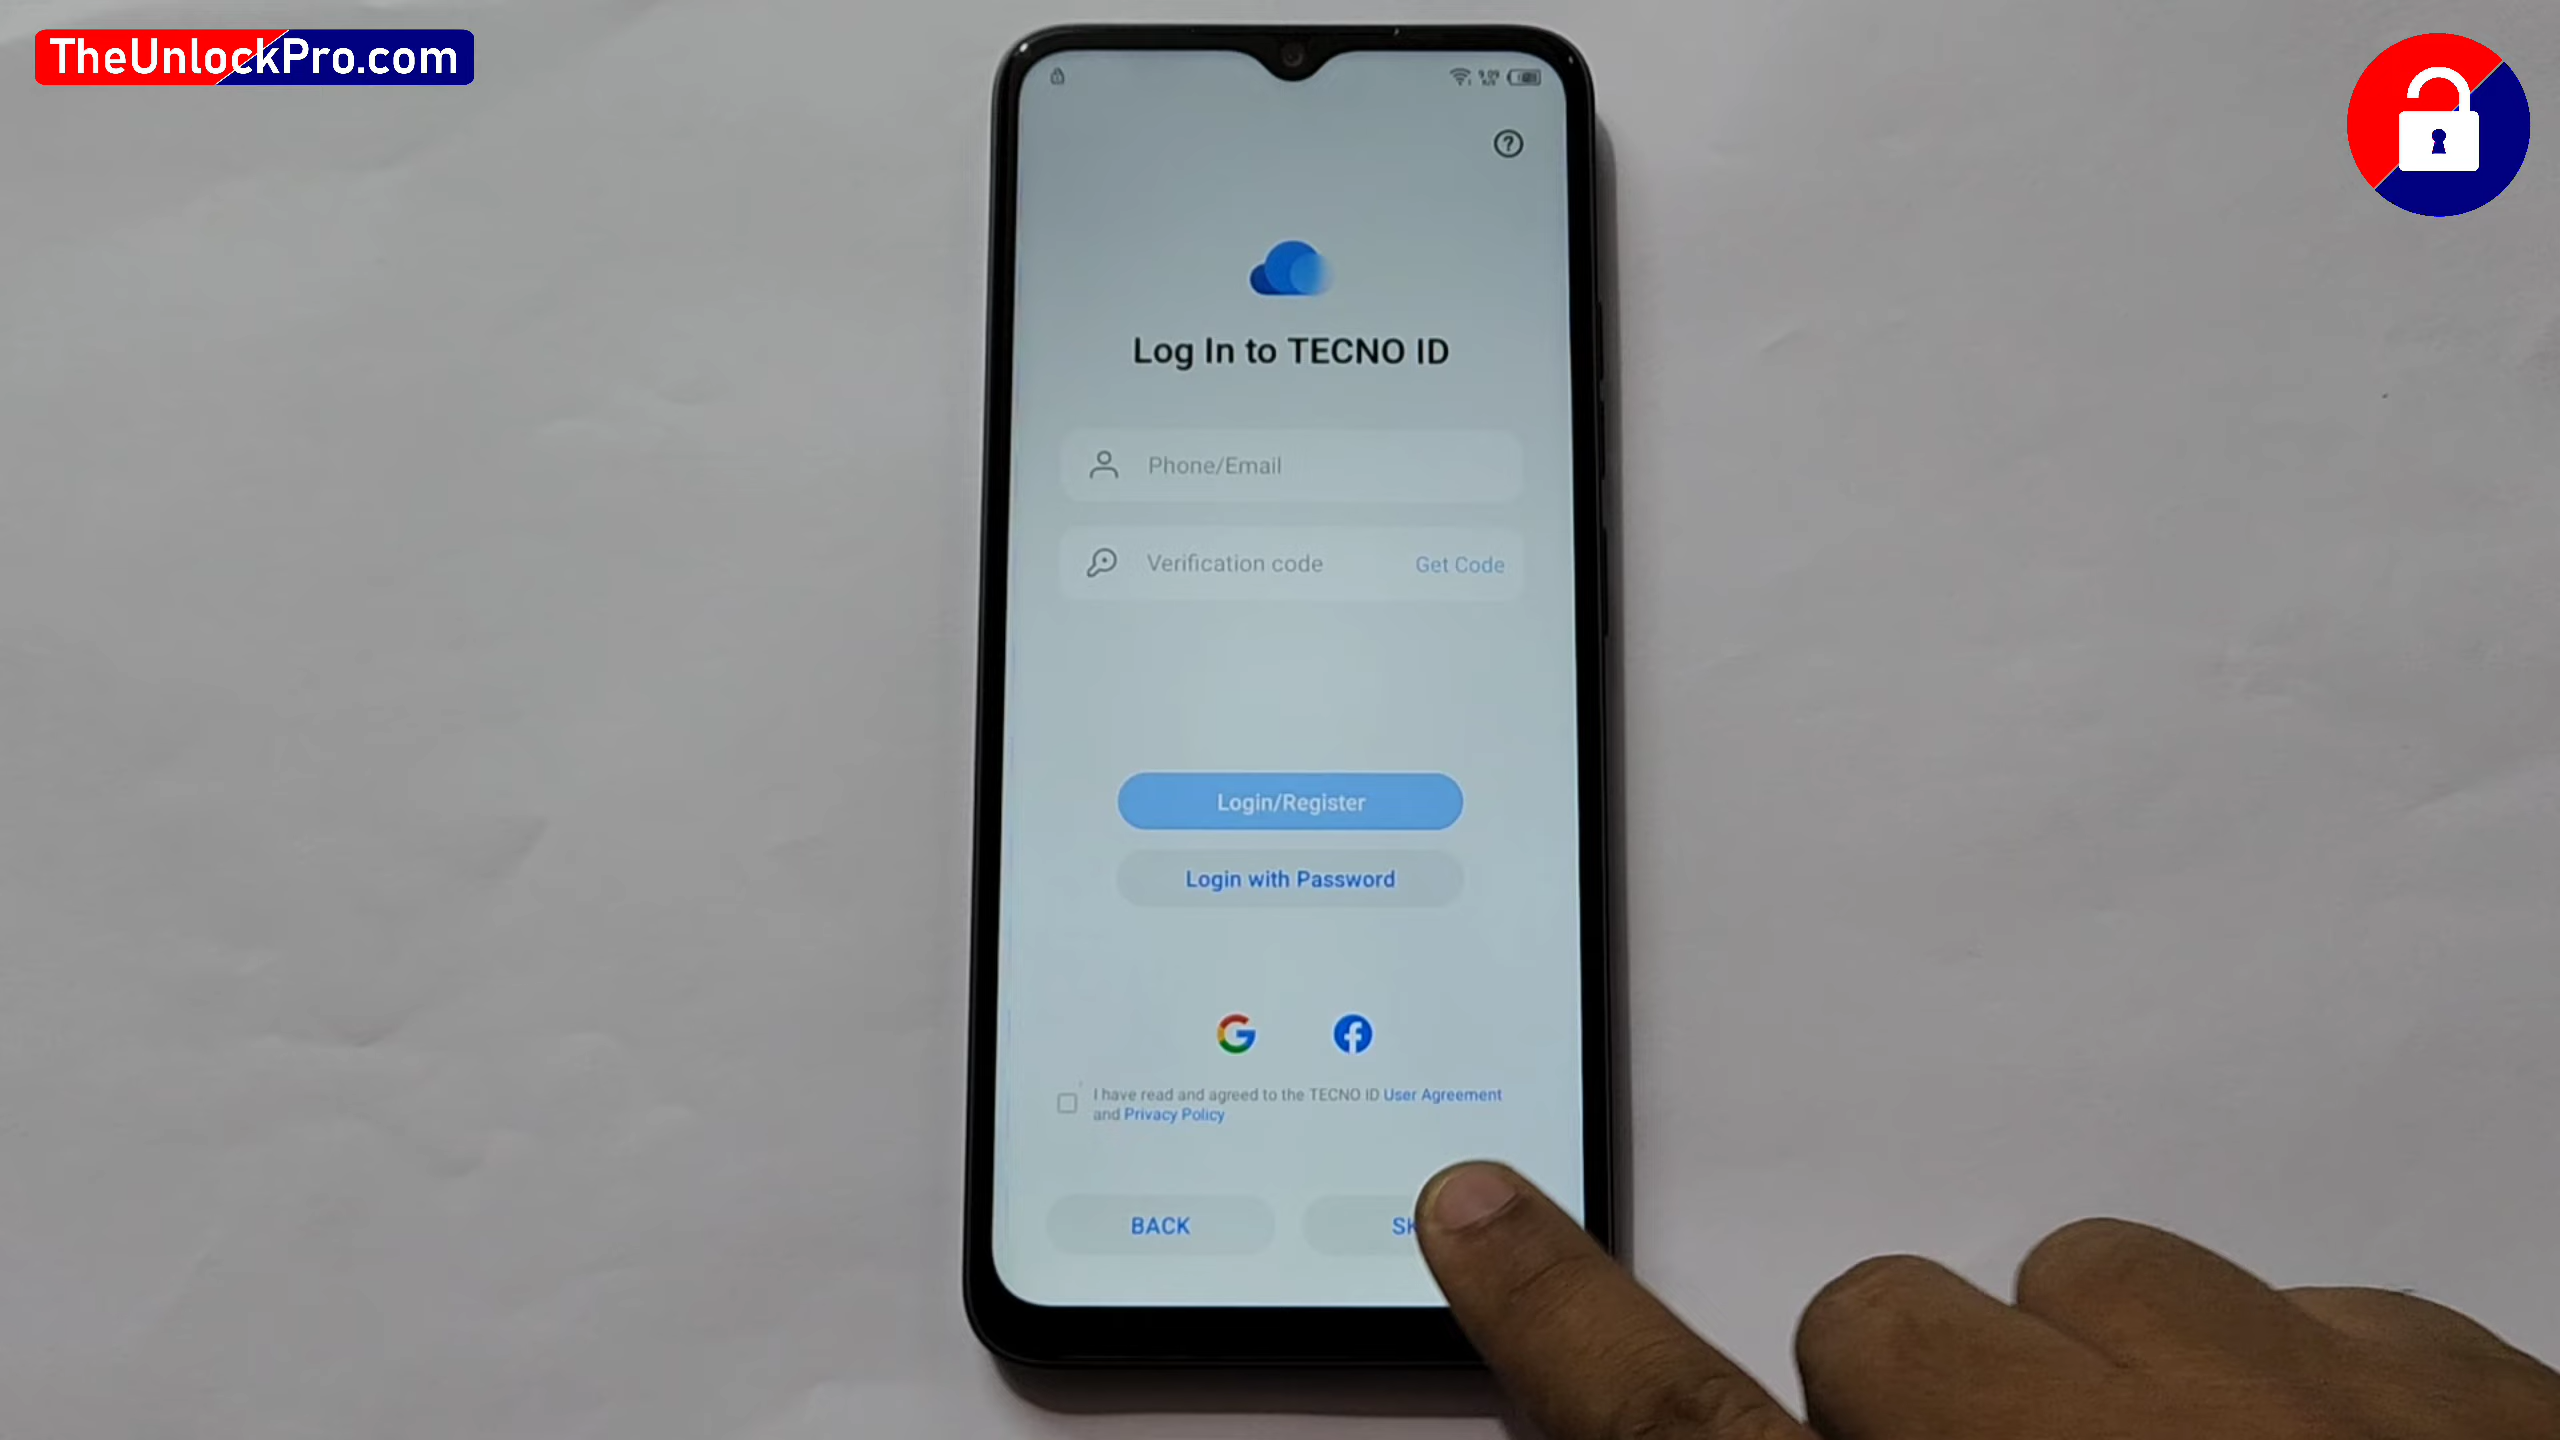 TheUnlockPro.com
Log In to TECNO ID
Phone/Email
Verification code Get Code
Login/Register
Login with Password
I have read and agreed to the TECNO ID User Agreement
and Privacy Policy
BACK